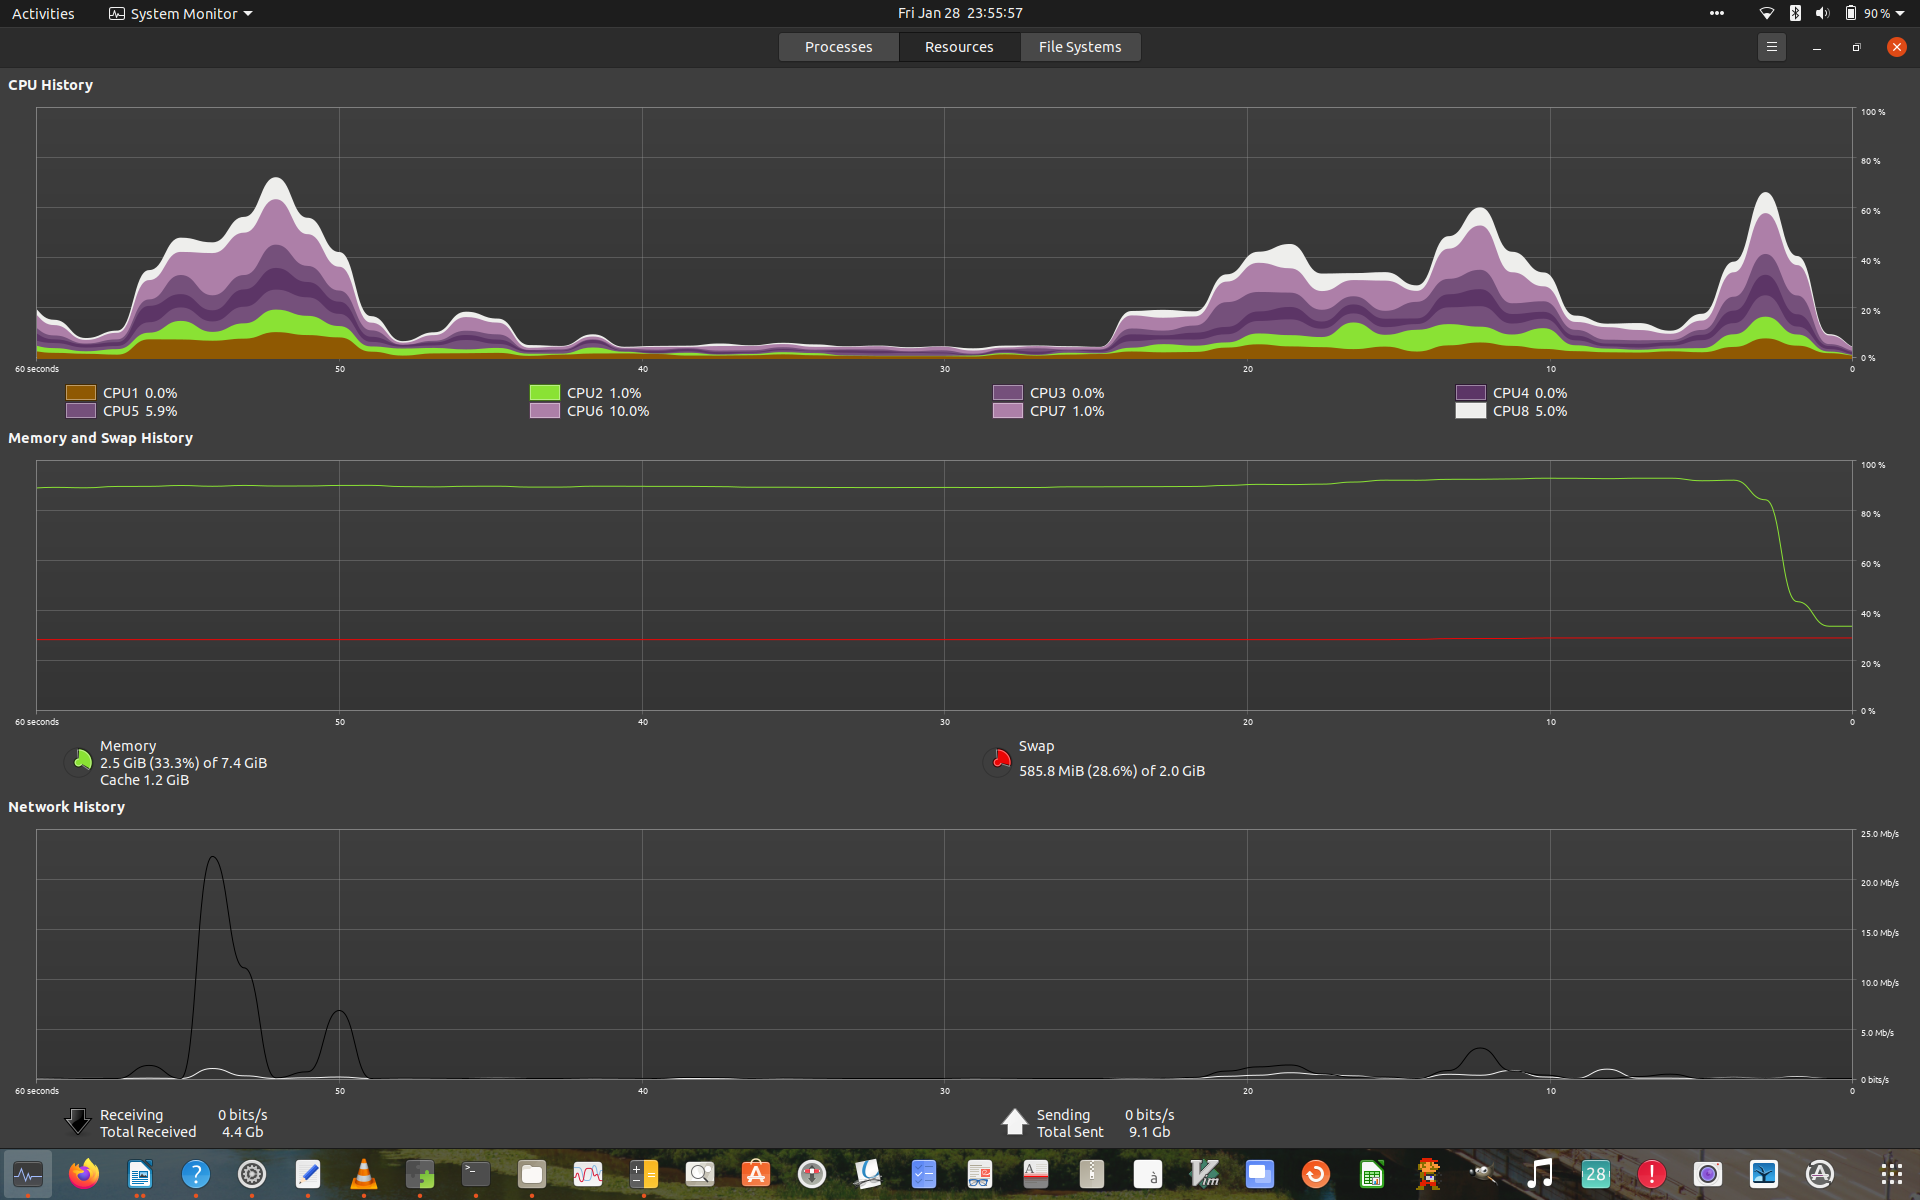 Activities System Monitor Fri Jan 28 23:55:57 90 %
Processes Resources File Systems
CPU History
100 %
80 %
60 %
40 %
20 %
0 %
60 seconds 50 40 30 20 10 0
CPU1 0.0% CPU2 1.0% CPU3 0.0% CPU4 0.0%
CPU5 5.9% CPU6 10.0% CPU7 1.0% CPU8 5.0%
Memory and Swap History
100 %
80 %
60 %
40 %
20 %
0 %
60 seconds 50 40 30 20 10 0
Memory
2.5 GiB (33.3%) of 7.4 GiB
Cache 1.2 GiB
Swap
585.8 MiB (28.6%) of 2.0 GiB
Network History
25.0 Mb/s
20.0 Mb/s
15.0 Mb/s
10.0 Mb/s
5.0 Mb/s
0 bits/s
60 seconds 50 40 30 20 10 0
Receiving 0 bits/s
Total Received 4.4 Gb
Sending 0 bits/s
Total Sent 9.1 Gb
? >_ A à Vim 28 !